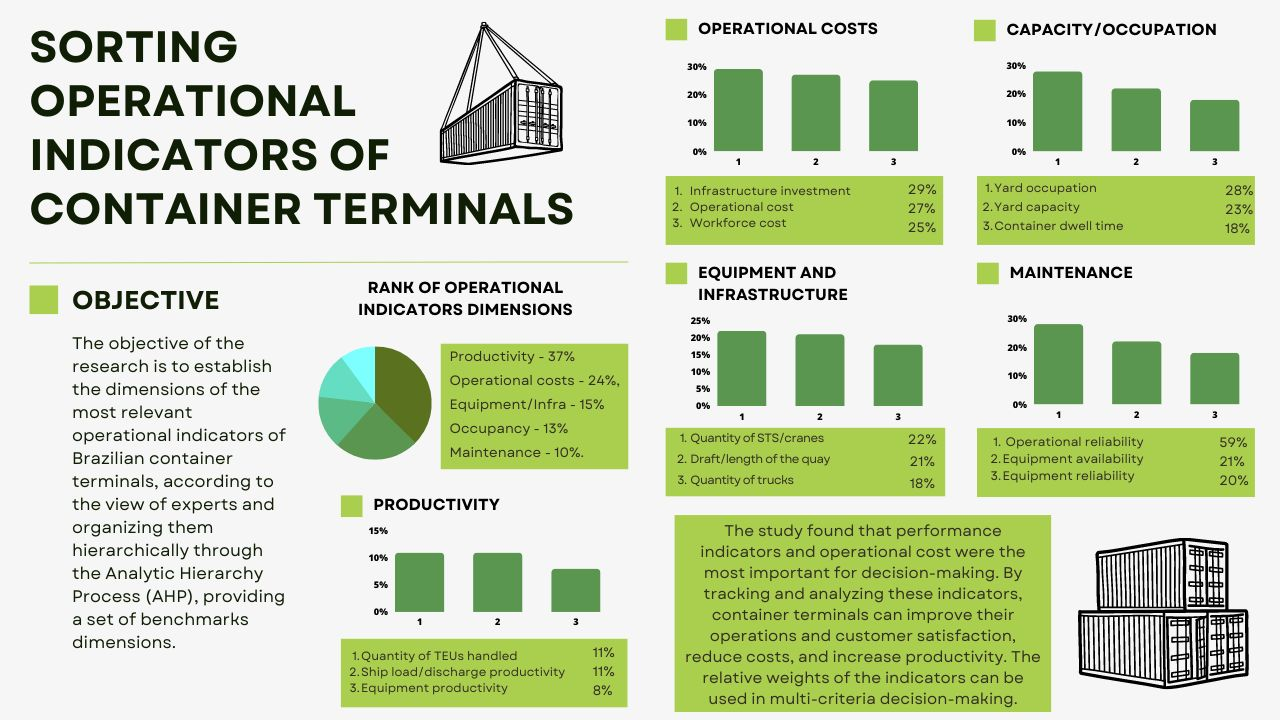 SORTING
OPERATIONAL
INDICATORS OF
CONTAINER TERMINALS
OBJECTIVE
The objective of the
research is to establish
the dimensions of the
most relevant
operational indicators of
Brazilian container
terminals, according to
the view of experts and
organizing them
hierarchically through
the Analytic Hierarchy
Process (AHP), providing
a set of benchmarks
dimensions.
RANK OF OPERATIONAL
INDICATORS DIMENSIONS
Productivity - 37%
Operational costs - 24%,
Equipment/Infra - 15%
Occupancy - 13%
Maintenance - 10%.
PRODUCTIVITY
15%
10%
5%
0%
1 2 3
1. Quantity of TEUs handled 11%
2. Ship load/discharge productivity 11%
3. Equipment productivity 8%
OPERATIONAL COSTS
30%
20%
10%
0%
1 2 3
1. Infrastructure investment 29%
2. Operational cost 27%
3. Workforce cost 25%
CAPACITY/OCCUPATION
30%
20%
10%
0%
1 2 3
1. Yard occupation 28%
2. Yard capacity 23%
3. Container dwell time 18%
EQUIPMENT AND
INFRASTRUCTURE
25%
20%
15%
10%
5%
0%
1 2 3
1. Quantity of STS/cranes 22%
2. Draft/length of the quay 21%
3. Quantity of trucks 18%
MAINTENANCE
30%
20%
10%
0%
1 2 3
1. Operational reliability 59%
2. Equipment availability 21%
3. Equipment reliability 20%
The study found that performance
indicators and operational cost were the
most important for decision-making. By
tracking and analyzing these indicators,
container terminals can improve their
operations and customer satisfaction,
reduce costs, and increase productivity. The
relative weights of the indicators can be
used in multi-criteria decision-making.